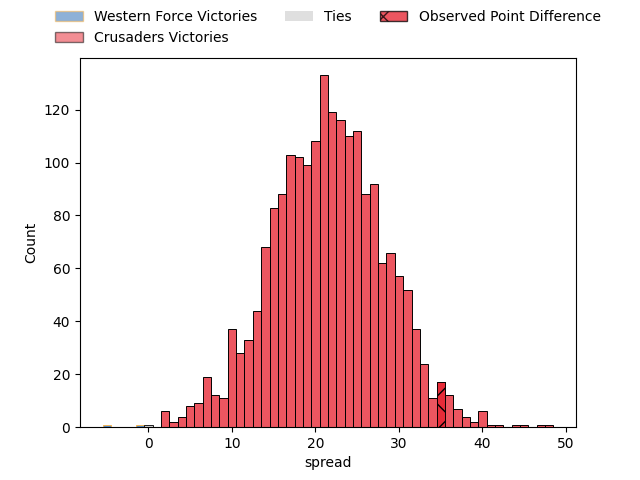 Western Force Victories
Crusaders Victories
Ties
Observed Point Difference
Count
120
100
80
60
40
20
0
0 10 20 30 40 50
spread